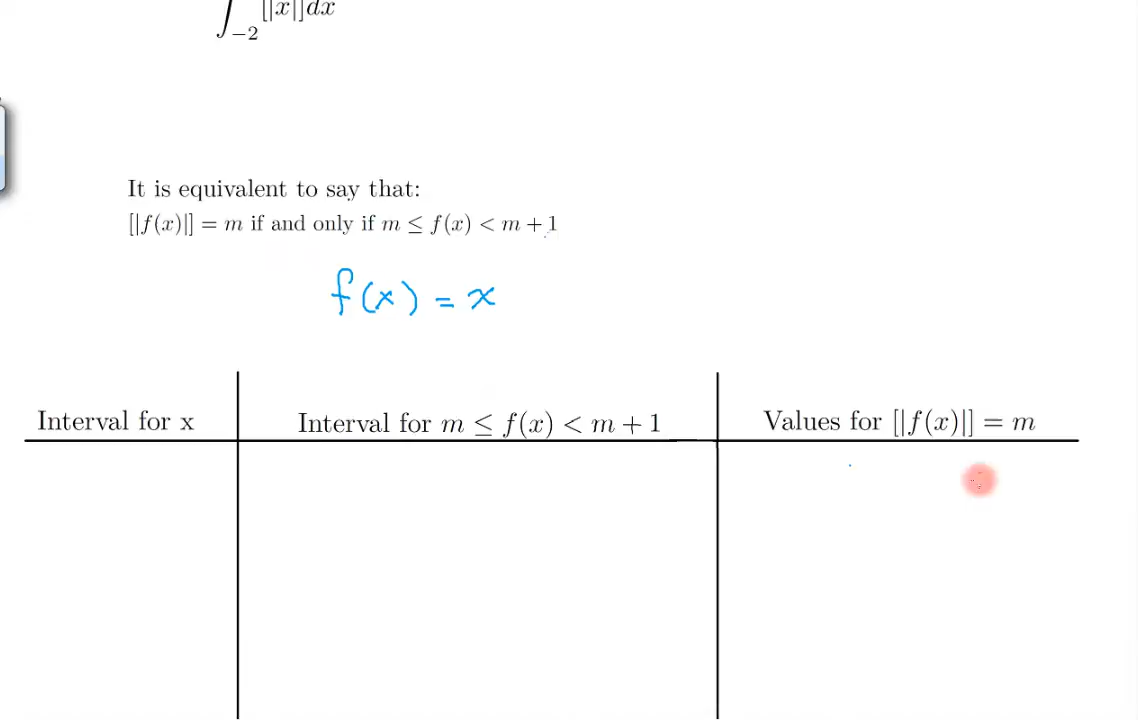 ∫₋₂ [|x|]dx
It is equivalent to say that:
[|f(x)|] = m if and only if m ≤ f(x) < m + 1
f(x) = x
Interval for x Interval for m ≤ f(x) < m + 1 Values for [|f(x)|] = m